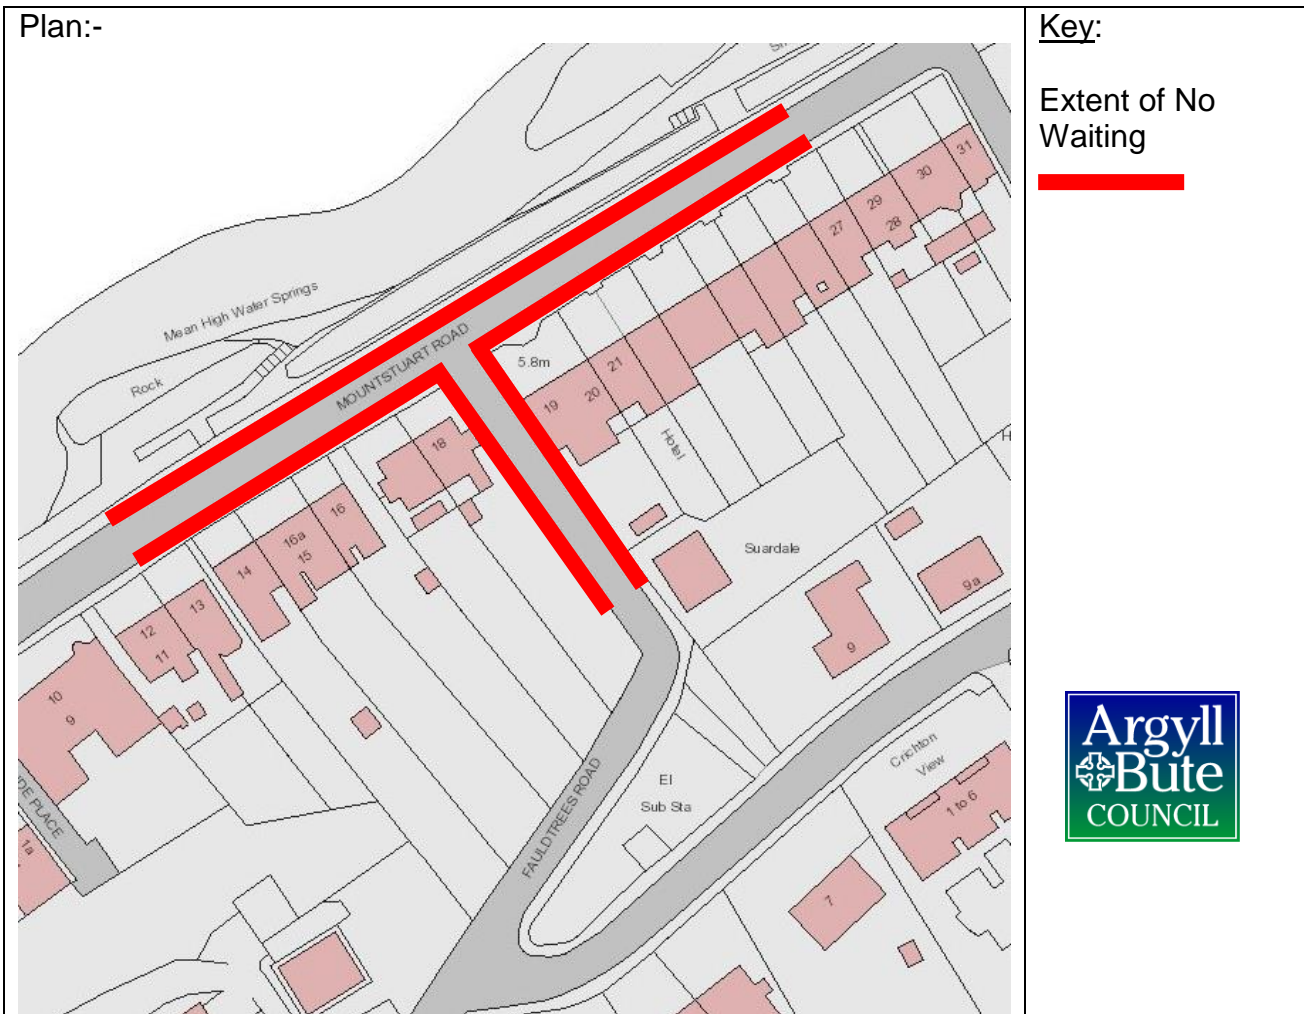 Plan:-
Key:
Extent of No
Waiting
Mean High Water Springs
Rock
MOUNTSTUART ROAD
5.8m
31
30
29
28
27
21
20
19
Hotel
18
16
16a
15
14
13
12
11
10
9
Suardale
9a
9
El
Sub Sta
FAULDTREES ROAD
Crichton
View
1 to 6
7
1a
PLACE
H
Argyll
Bute
COUNCIL